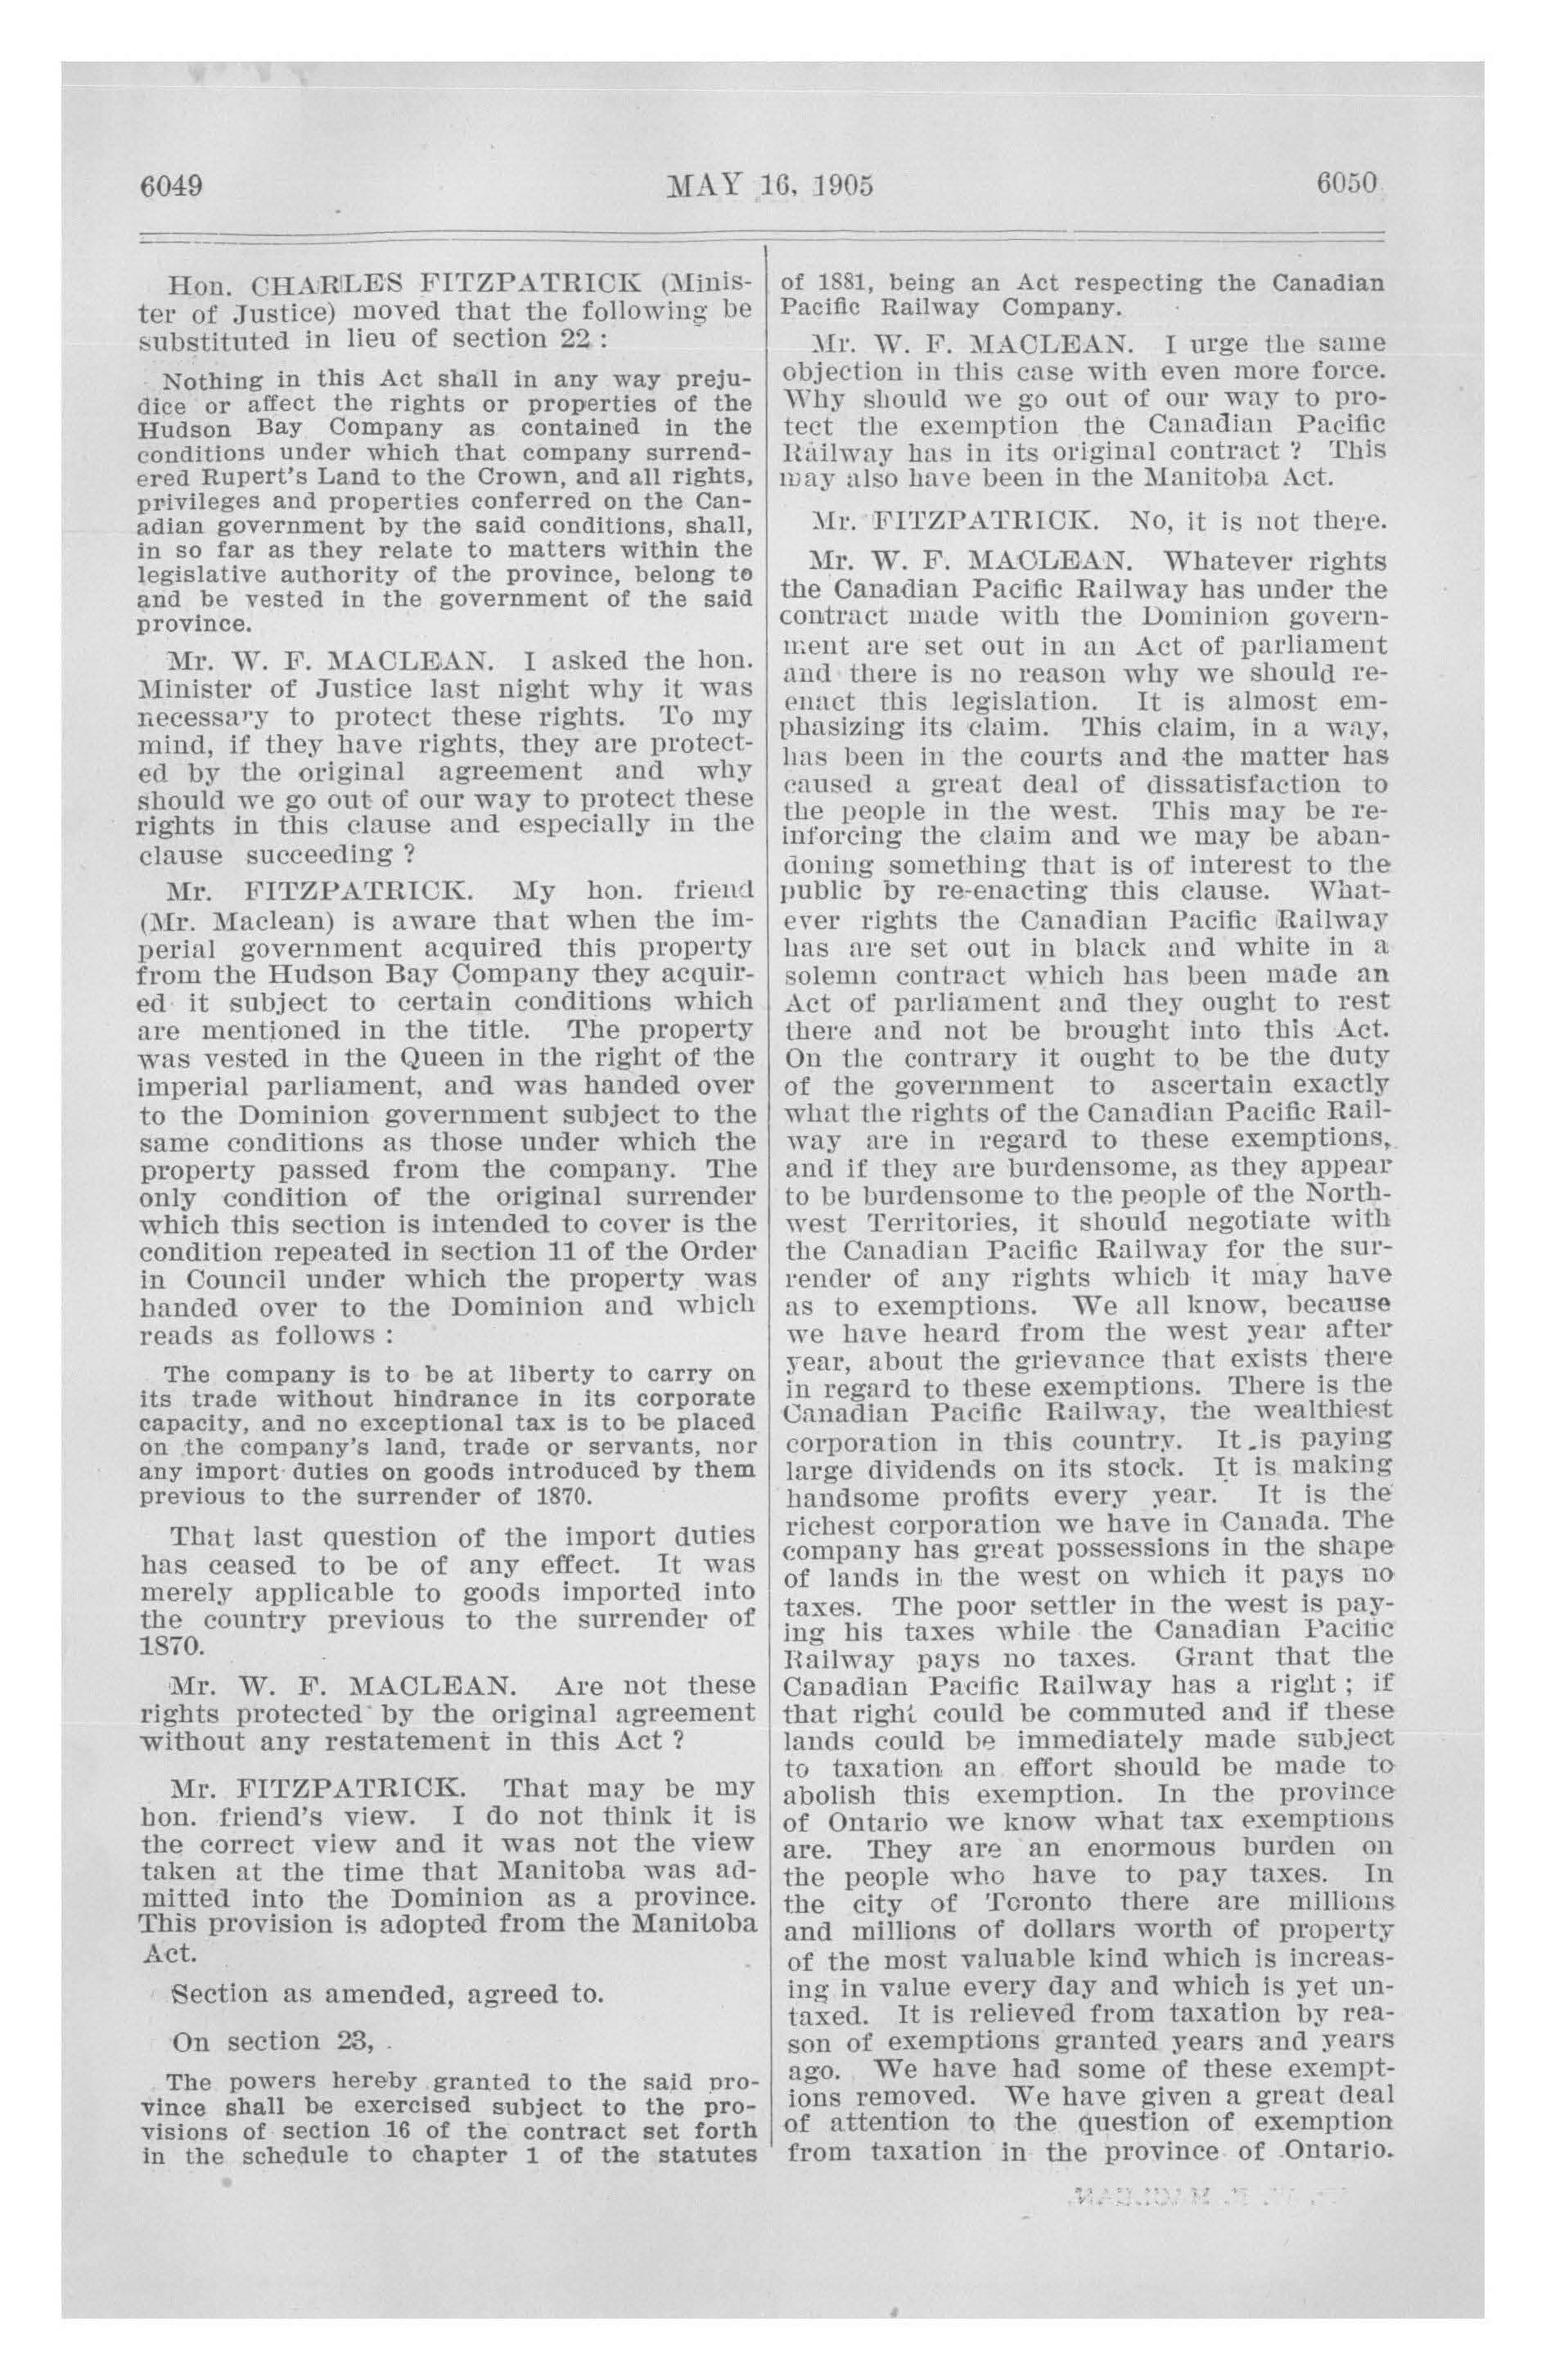 6049
MAY 16, 1905
6050
Hon. CHARLES FITZPATRICK (Minis-
ter of Justice) moved that the following be
substituted in lieu of section 22 :
Nothing in this Act shall in any way preju-
dice or affect the rights or properties of the
Hudson Bay Company as contained in the
conditions under which that company surrend-
ered Rupert's Land to the Crown, and all rights,
privileges and properties conferred on the Can-
adian government by the said conditions, shall,
in so far as they relate to matters within the
legislative authority of the province, belong to
and be vested in the government of the said
province.
Mr. W. F. MACLEAN. I asked the hon.
Minister of Justice last night why it was
necessary to protect these rights. To my
mind, if they have rights, they are protect-
ed by the original agreement and why
should we go out of our way to protect these
rights in this clause and especially in the
clause succeeding ?
Mr. FITZPATRICK. My hon. friend
(Mr. Maclean) is aware that when the im-
perial government acquired this property
from the Hudson Bay Company they acquir-
ed it subject to certain conditions which
are mentioned in the title. The property
was vested in the Queen in the right of the
imperial parliament, and was handed over
to the Dominion government subject to the
same conditions as those under which the
property passed from the company. The
only condition of the original surrender
which this section is intended to cover is the
condition repeated in section 11 of the Order
in Council under which the property was
handed over to the Dominion and which
reads as follows :
The company is to be at liberty to carry on
its trade without hindrance in its corporate
capacity, and no exceptional tax is to be placed
on the company's land, trade or servants, nor
any import duties on goods introduced by them
previous to the surrender of 1870.
That last question of the import duties
has ceased to be of any effect. It was
merely applicable to goods imported into
the country previous to the surrender of
1870.
Mr. W. F. MACLEAN. Are not these
rights protected by the original agreement
without any restatement in this Act ?
Mr. FITZPATRICK. That may be my
hon. friend's view. I do not think it is
the correct view and it was not the view
taken at the time that Manitoba was ad-
mitted into the Dominion as a province.
This provision is adopted from the Manitoba
Act.
Section as amended, agreed to.
On section 23,
The powers hereby granted to the said pro-
vince shall be exercised subject to the pro-
visions of section 16 of the contract set forth
in the schedule to chapter 1 of the statutes
of 1881, being an Act respecting the Canadian
Pacific Railway Company.
Mr. W. F. MACLEAN. I urge the same
objection in this case with even more force.
Why should we go out of our way to pro-
tect the exemption the Canadian Pacific
Railway has in its original contract ? This
may also have been in the Manitoba Act.
Mr. FITZPATRICK. No, it is not there.
Mr. W. F. MACLEAN. Whatever rights
the Canadian Pacific Railway has under the
contract made with the Dominion govern-
ment are set out in an Act of parliament
and there is no reason why we should re-
enact this legislation. It is almost em-
phasizing its claim. This claim, in a way,
has been in the courts and the matter has
caused a great deal of dissatisfaction to
the people in the west. This may be re-
inforcing the claim and we may be aban-
doning something that is of interest to the
public by re-enacting this clause. What-
ever rights the Canadian Pacific Railway
has are set out in black and white in a
solemn contract which has been made an
Act of parliament and they ought to rest
there and not be brought into this Act.
On the contrary it ought to be the duty
of the government to ascertain exactly
what the rights of the Canadian Pacific Rail-
way are in regard to these exemptions,
and if they are burdensome, as they appear
to be burdensome to the people of the North-
west Territories, it should negotiate with
the Canadian Pacific Railway for the sur-
render of any rights which it may have
as to exemptions. We all know, because
we have heard from the west year after
year, about the grievance that exists there
in regard to these exemptions. There is the
Canadian Pacific Railway, the wealthiest
corporation in this country. It is paying
large dividends on its stock. It is making
handsome profits every year. It is the
richest corporation we have in Canada. The
company has great possessions in the shape
of lands in the west on which it pays no
taxes. The poor settler in the west is pay-
ing his taxes while the Canadian Pacific
Railway pays no taxes. Grant that the
Canadian Pacific Railway has a right ; if
that right could be commuted and if these
lands could be immediately made subject
to taxation an effort should be made to
abolish this exemption. In the province
of Ontario we know what tax exemptions
are. They are an enormous burden on
the people who have to pay taxes. In
the city of Toronto there are millions
and millions of dollars worth of property
of the most valuable kind which is increas-
ing in value every day and which is yet un-
taxed. It is relieved from taxation by rea-
son of exemptions granted years and years
ago. We have had some of these exempt-
ions removed. We have given a great deal
of attention to the question of exemption
from taxation in the province of Ontario.